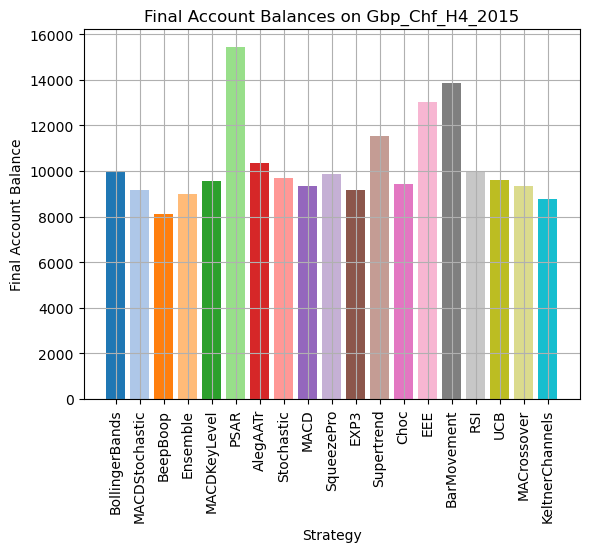 Final Account Balances on Gbp_Chf_H4_2015
Final Account Balance
16000
14000
12000
10000
8000
6000
4000
2000
0
BollingerBands
MACDStochastic
BeepBoop
Ensemble
MACDKeyLevel
PSAR
AlegAATr
Stochastic
MACD
SqueezePro
EXP3
Supertrend
Choc
EEE
BarMovement
RSI
UCB
MACrossover
KeltnerChannels
Strategy